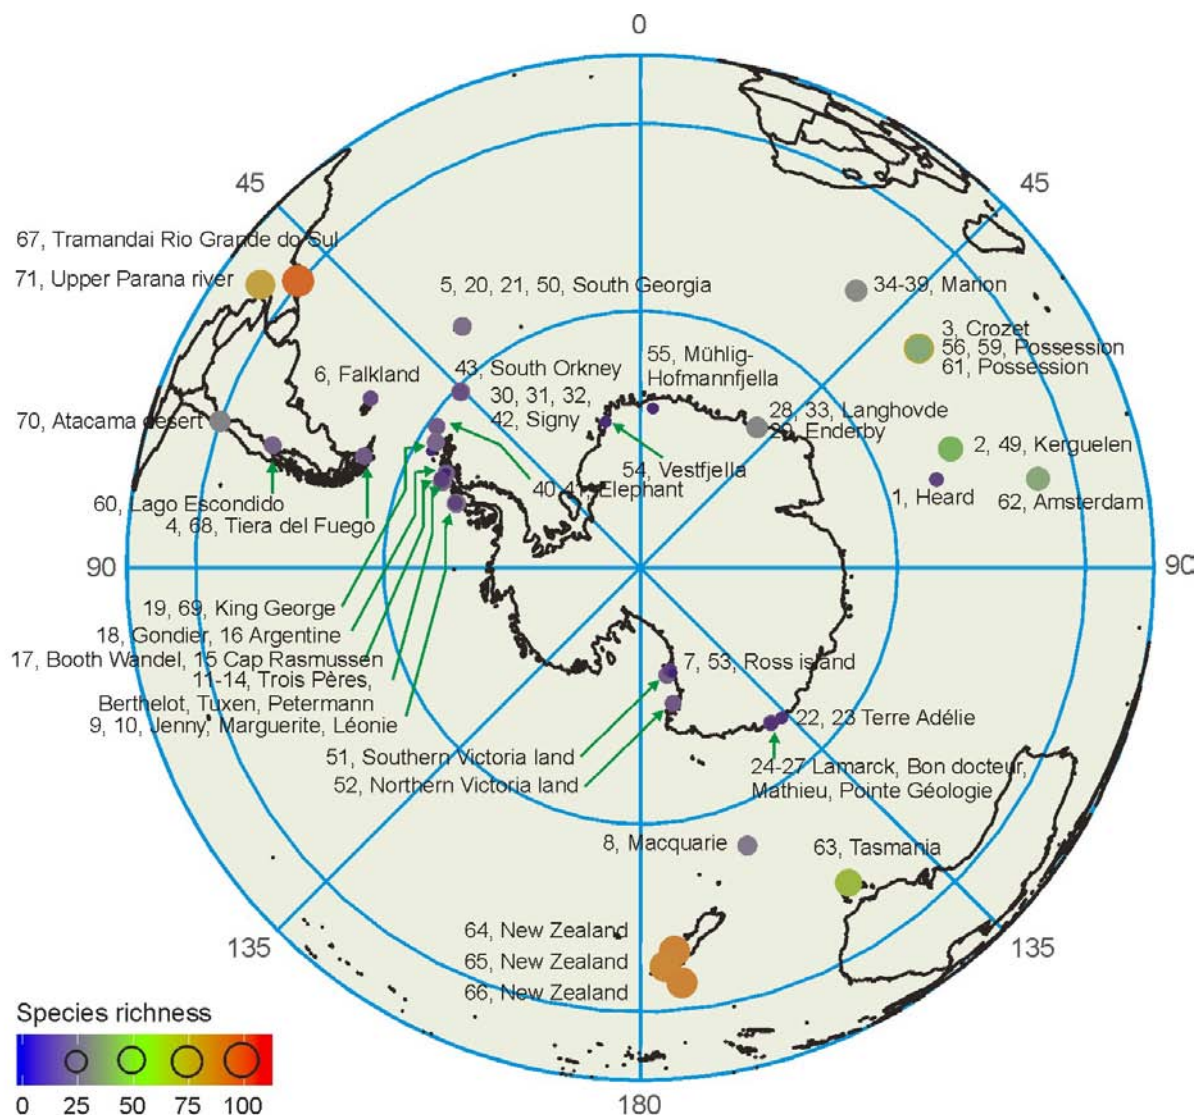 0
45
45
67, Tramandai Rio Grande do Sul
71, Upper Parana river
5, 20, 21, 50, South Georgia
34-39, Marion
3, Crozet
56, 59, Possession
61, Possession
6, Falkland
43, South Orkney
30, 31, 32,
42, Signy
55, Mühlig-
Hofmannfjella
70, Atacama desert
28, 33, Langhovde
29, Enderby
2, 49, Kerguelen
54, Vestfjella
40, 41, Elephant
1, Heard
62, Amsterdam
60, Lago Escondido
4, 68, Tiera del Fuego
90
90
19, 69, King George
18, Gondier, 16 Argentine
17, Booth Wandel, 15 Cap Rasmussen
11-14, Trois Pères,
Berthelot, Tuxen, Petermann
9, 10, Jenny, Marguerite, Léonie
7, 53, Ross island
22, 23 Terre Adélie
51, Southern Victoria land
52, Northern Victoria land
24-27 Lamarck, Bon docteur,
Mathieu, Pointe Géologie
8, Macquarie
63, Tasmania
64, New Zealand
65, New Zealand
66, New Zealand
135
135
180
Species richness
0 25 50 75 100